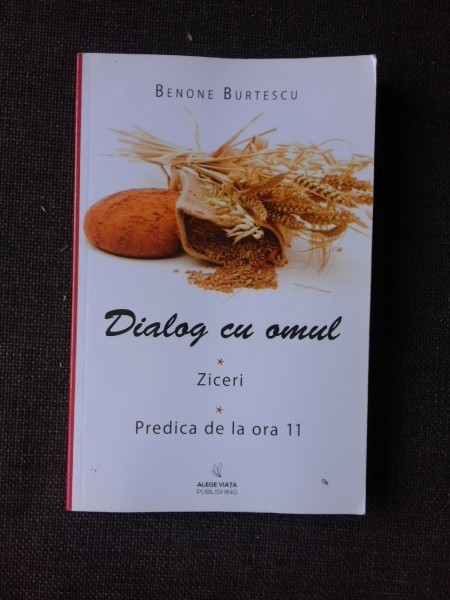 Benone Burtescu
Dialog cu omul
*
Ziceri
*
Predica de la ora 11
ALEGE VIAȚA
PUBLISHING